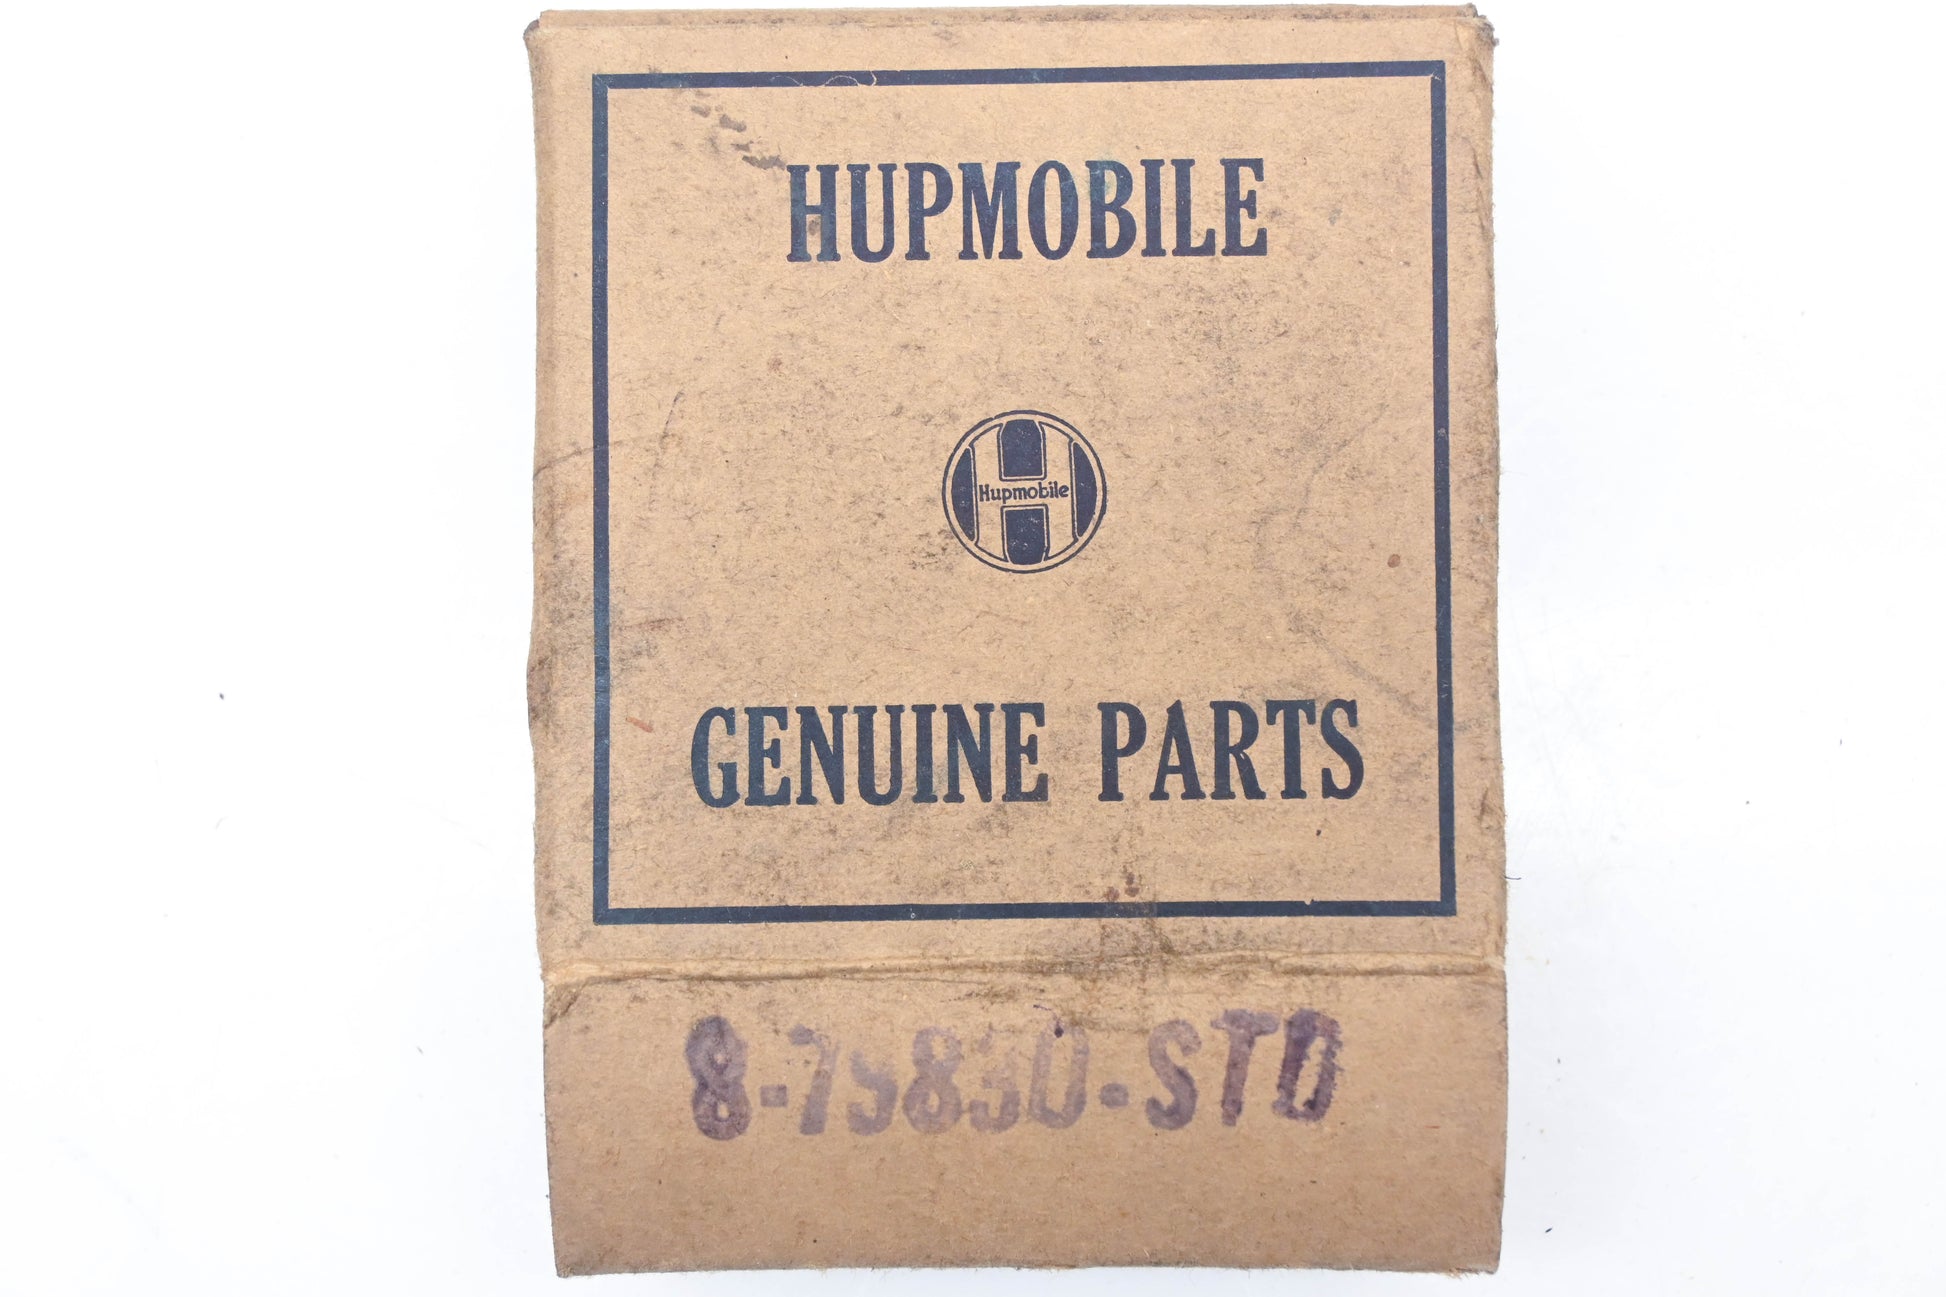 HUPMOBILE
Hupmobile
GENUINE PARTS
8-75830-STD